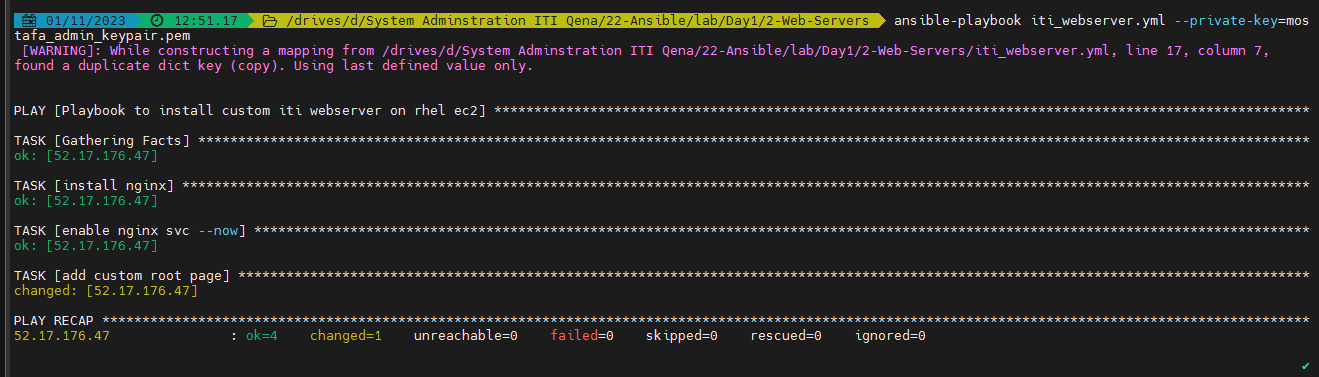 01/11/2023 12:51.17 /drives/d/System Adminstration ITI Qena/22-Ansible/lab/Day1/2-Web-Servers ansible-playbook iti_webserver.yml --private-key=mos
tafa_admin_keypair.pem
[WARNING]: While constructing a mapping from /drives/d/System Adminstration ITI Qena/22-Ansible/lab/Day1/2-Web-Servers/iti_webserver.yml, line 17, column 7,
found a duplicate dict key (copy). Using last defined value only.
PLAY [Playbook to install custom iti webserver on rhel ec2] ******************************************************************************************************
TASK [Gathering Facts] *******************************************************************************************************************************************
ok: [52.17.176.47]
TASK [install nginx] *********************************************************************************************************************************************
ok: [52.17.176.47]
TASK [enable nginx svc --now] ************************************************************************************************************************************
ok: [52.17.176.47]
TASK [add custom root page] **************************************************************************************************************************************
changed: [52.17.176.47]
PLAY RECAP *******************************************************************************************************************************************************
52.17.176.47 : ok=4 changed=1 unreachable=0 failed=0 skipped=0 rescued=0 ignored=0